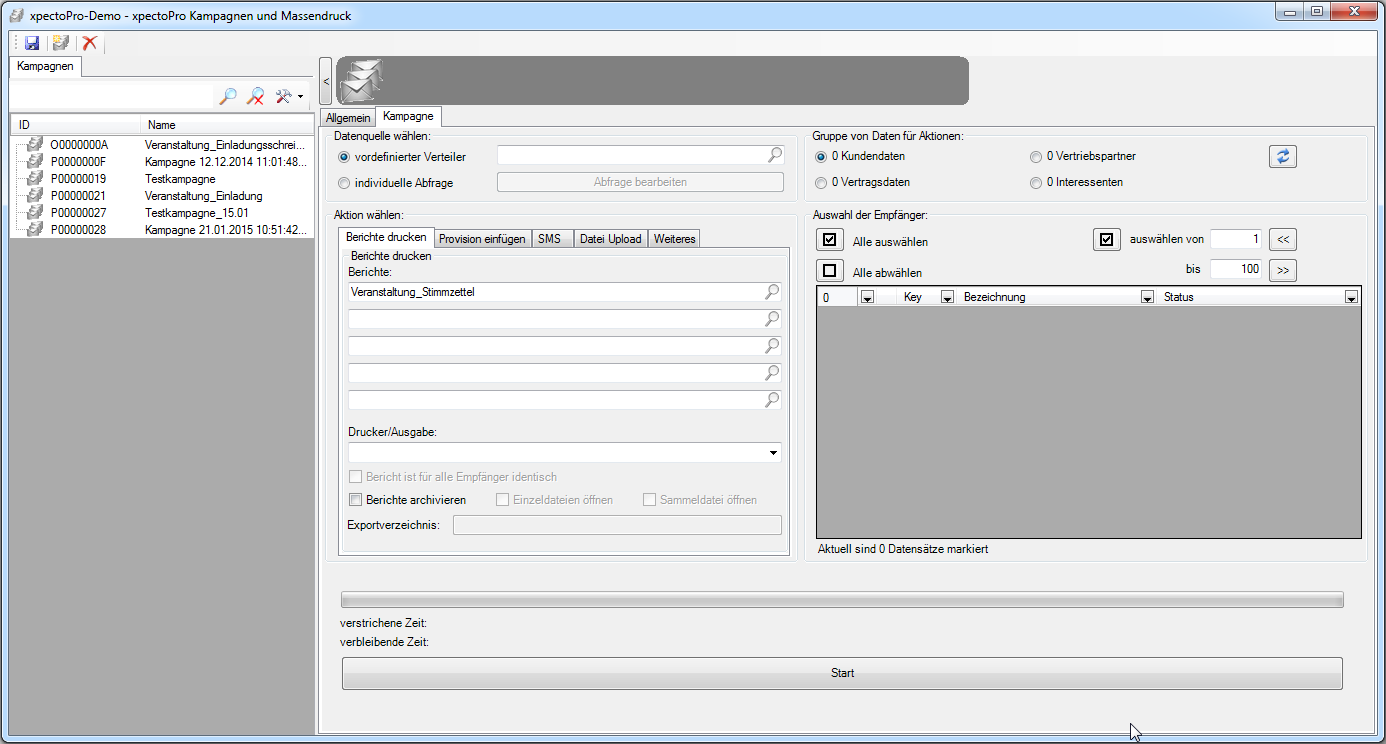 xpectoPro-Demo - xpectoPro Kampagnen und Massendruck
Kampagnen
ID Name
O0000000A Veranstaltung_Einladungsschrei...
P0000000F Kampagne 12.12.2014 11:01:48...
P00000019 Testkampagne
P00000021 Veranstaltung_Einladung
P00000027 Testkampagne_15.01
P00000028 Kampagne 21.01.2015 10:51:42...
<
Allgemein Kampagne
Datenquelle wählen:
vordefinierter Verteiler
individuelle Abfrage Abfrage bearbeiten
Aktion wählen:
Berichte drucken Provision einfügen SMS Datei Upload Weiteres
Berichte drucken
Berichte:
Veranstaltung_Stimmzettel
Drucker/Ausgabe:
Bericht ist für alle Empfänger identisch
Berichte archivieren Einzeldateien öffnen Sammeldatei öffnen
Exportverzeichnis:
Gruppe von Daten für Aktionen:
0 Kundendaten 0 Vertriebspartner
0 Vertragsdaten 0 Interessenten
Auswahl der Empfänger:
Alle auswählen auswählen von 1 <<
Alle abwählen bis 100 >>
0 Key Bezeichnung Status
Aktuell sind 0 Datensätze markiert
verstrichene Zeit:
verbleibende Zeit:
Start